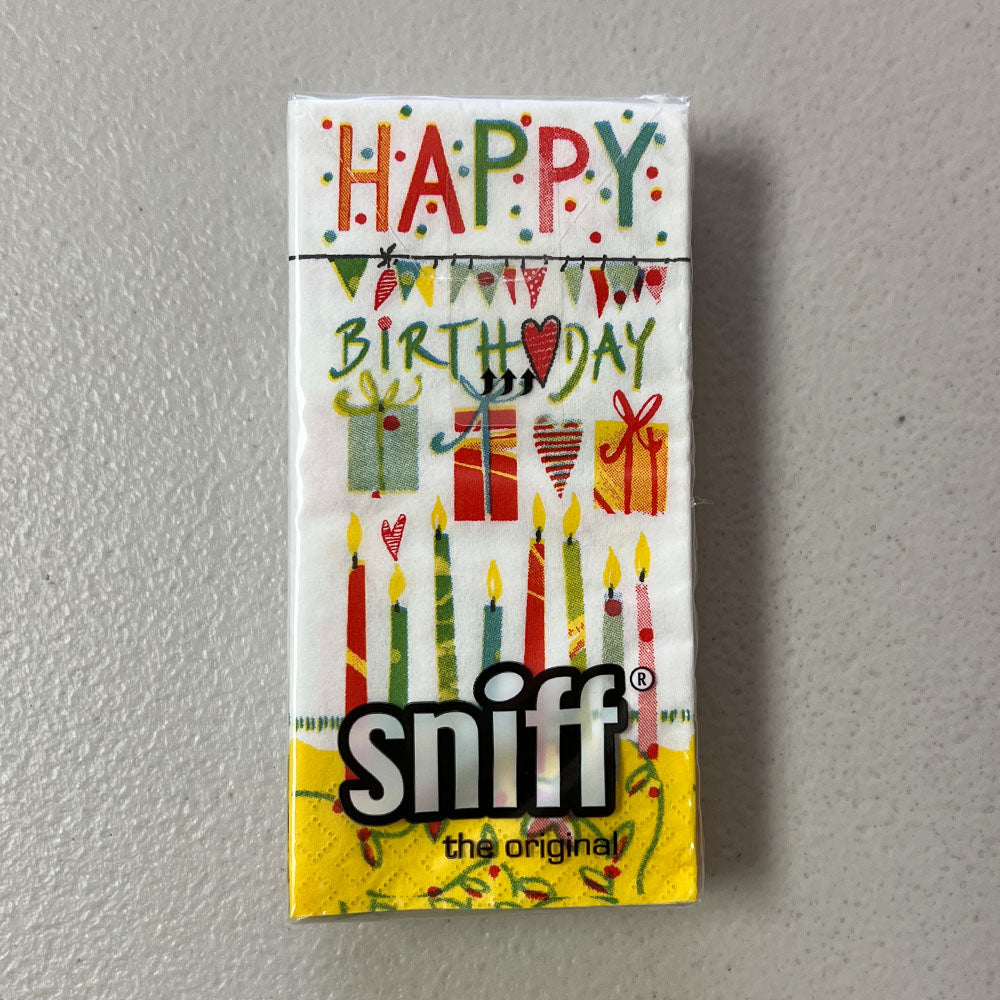 HAPPY
BIRTHDAY
sniff®
the original